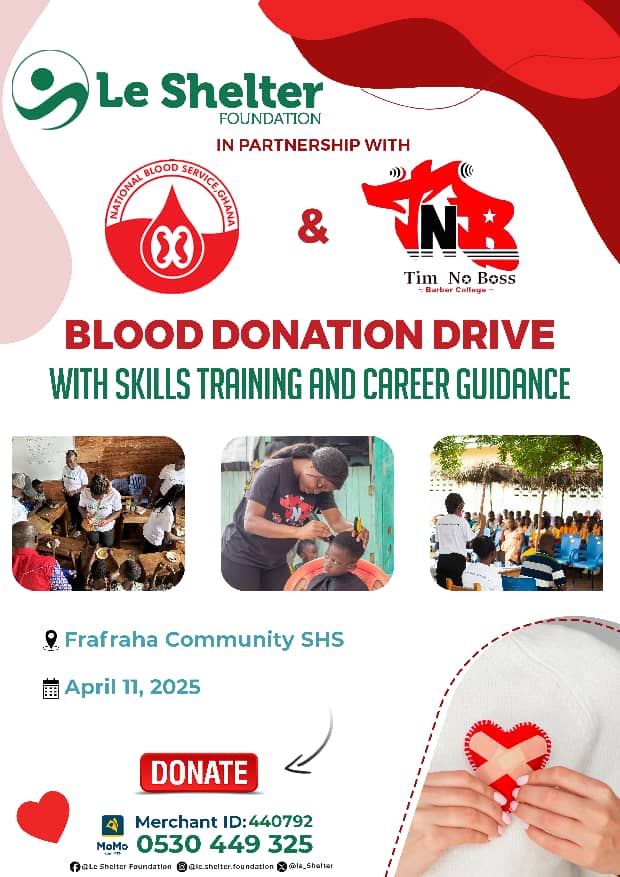 Le Shelter
FOUNDATION
IN PARTNERSHIP WITH
NATIONAL BLOOD SERVICE, GHANA
&
TNB
Tim No Boss
~ Barber College ~
BLOOD DONATION DRIVE
WITH SKILLS TRAINING AND CAREER GUIDANCE
Frafraha Community SHS
April 11, 2025
DONATE
Merchant ID: 440792
MoMo
0530 449 325
@Le Shelter Foundation @le.shelter.foundation @le_Shelter